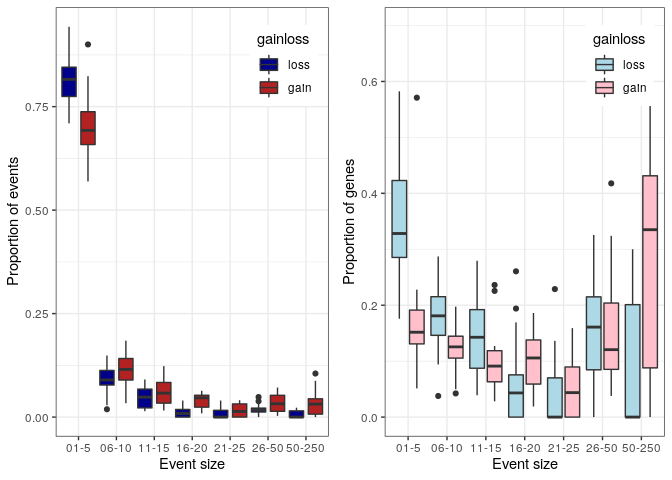 gainloss
loss
gain
Proportion of events
0.75
0.50
0.25
0.00
01-5 06-10 11-15 16-20 21-25 26-50 50-250
Event size
gainloss
loss
gain
Proportion of genes
0.6
0.4
0.2
0.0
01-5 06-10 11-15 16-20 21-25 26-50 50-250
Event size